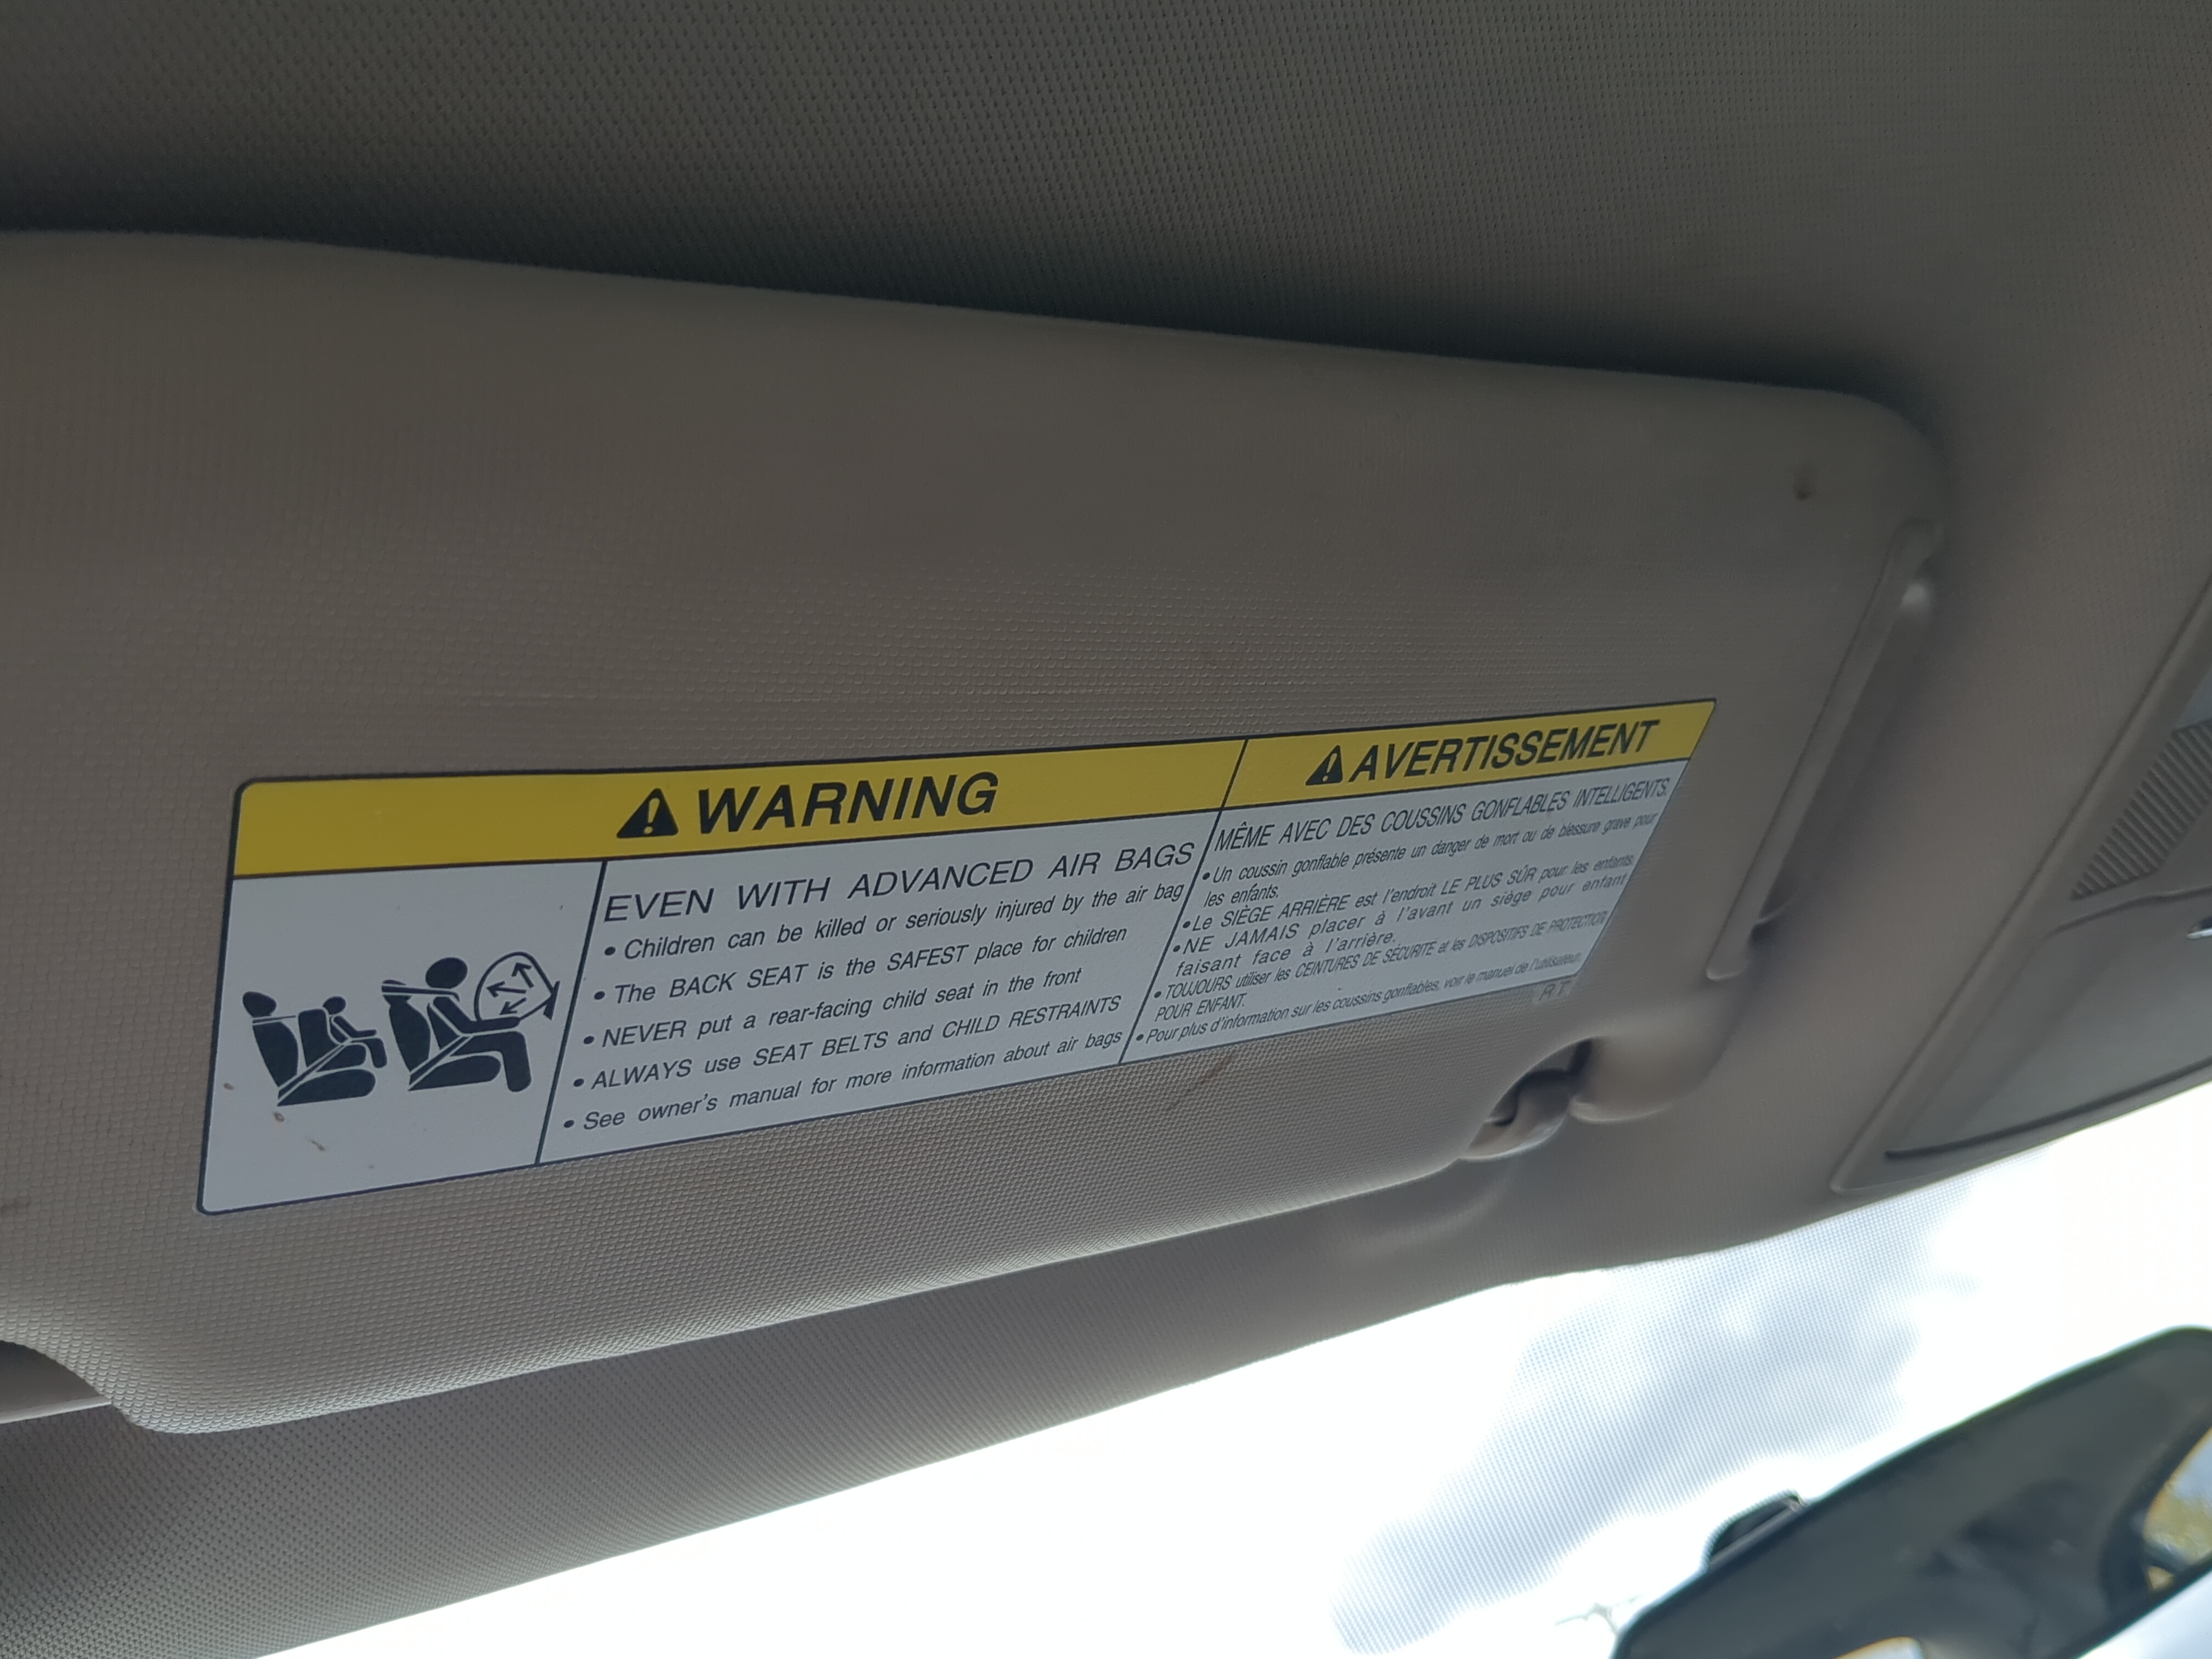 WARNING
EVEN WITH ADVANCED AIR BAGS
• Children can be killed or seriously injured by the air bag
• The BACK SEAT is the SAFEST place for children
• NEVER put a rear-facing child seat in the front
• ALWAYS use SEAT BELTS and CHILD RESTRAINTS
• See owner's manual for more information about air bags
AVERTISSEMENT
MÊME AVEC DES COUSSINS GONFLABLES INTELLIGENTS,
• Un coussin gonflable présente un danger de mort ou de blessure grave pour
les enfants.
• Le SIÈGE ARRIÈRE est l'endroit LE PLUS SÛR pour les enfants.
• NE JAMAIS placer à l'avant un siège pour enfant
faisant face à l'arrière.
• TOUJOURS utiliser les CEINTURES DE SÉCURITÉ et les DISPOSITIFS DE PROTECTION
POUR ENFANT.
• Pour plus d'information sur les coussins gonflables, voir le manuel de l'utilisateur.
RT